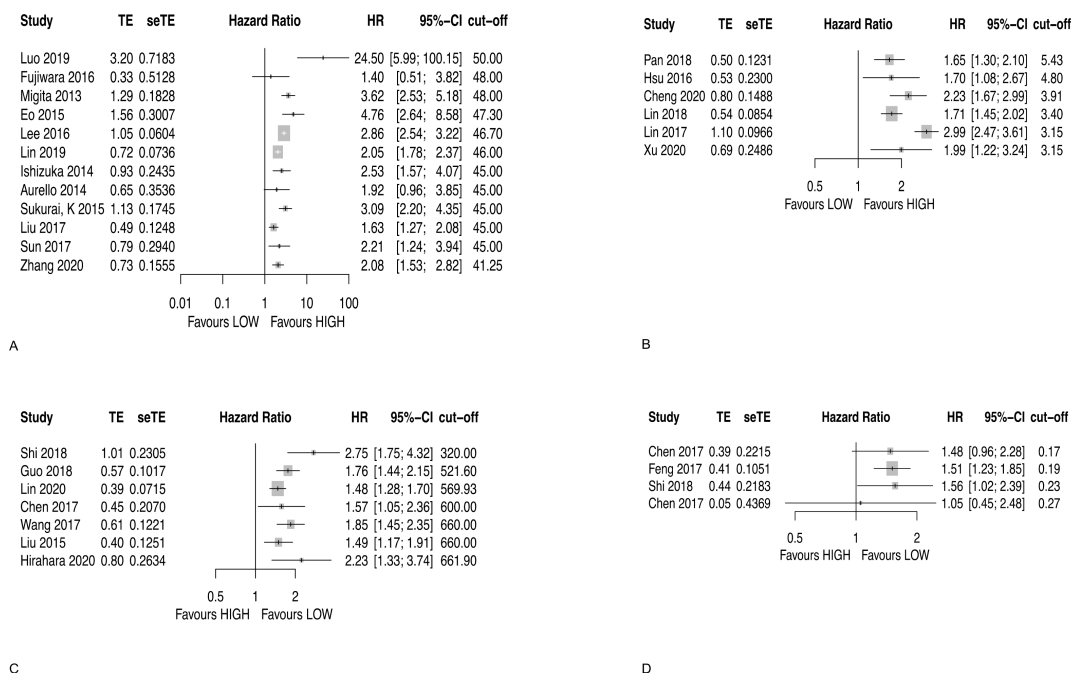 Study TE seTE Hazard Ratio HR 95%−CI cut−off
Luo 2019 3.20 0.7183 24.50 [5.99; 100.15] 50.00
Fujiwara 2016 0.33 0.5128 1.40 [0.51; 3.82] 48.00
Migita 2013 1.29 0.1828 3.62 [2.53; 5.18] 48.00
Eo 2015 1.56 0.3007 4.76 [2.64; 8.58] 47.30
Lee 2016 1.05 0.0604 2.86 [2.54; 3.22] 46.70
Lin 2019 0.72 0.0736 2.05 [1.78; 2.37] 46.00
Ishizuka 2014 0.93 0.2435 2.53 [1.57; 4.07] 45.00
Aurello 2014 0.65 0.3536 1.92 [0.96; 3.85] 45.00
Sukurai, K 2015 1.13 0.1745 3.09 [2.20; 4.35] 45.00
Liu 2017 0.49 0.1248 1.63 [1.27; 2.08] 45.00
Sun 2017 0.79 0.2940 2.21 [1.24; 3.94] 45.00
Zhang 2020 0.73 0.1555 2.08 [1.53; 2.82] 41.25
0.01 0.1 1 10 100
Favours LOW Favours HIGH
A
Study TE seTE Hazard Ratio HR 95%−CI cut−off
Pan 2018 0.50 0.1231 1.65 [1.30; 2.10] 5.43
Hsu 2016 0.53 0.2300 1.70 [1.08; 2.67] 4.80
Cheng 2020 0.80 0.1488 2.23 [1.67; 2.99] 3.91
Lin 2018 0.54 0.0854 1.71 [1.45; 2.02] 3.40
Lin 2017 1.10 0.0966 2.99 [2.47; 3.61] 3.15
Xu 2020 0.69 0.2486 1.99 [1.22; 3.24] 3.15
0.5 1 2
Favours LOW Favours HIGH
B
Study TE seTE Hazard Ratio HR 95%−CI cut−off
Shi 2018 1.01 0.2305 2.75 [1.75; 4.32] 320.00
Guo 2018 0.57 0.1017 1.76 [1.44; 2.15] 521.60
Lin 2020 0.39 0.0715 1.48 [1.28; 1.70] 569.93
Chen 2017 0.45 0.2070 1.57 [1.05; 2.36] 600.00
Wang 2017 0.61 0.1221 1.85 [1.45; 2.35] 660.00
Liu 2015 0.40 0.1251 1.49 [1.17; 1.91] 660.00
Hirahara 2020 0.80 0.2634 2.23 [1.33; 3.74] 661.90
0.5 1 2
Favours HIGH Favours LOW
C
Study TE seTE Hazard Ratio HR 95%−CI cut−off
Chen 2017 0.39 0.2215 1.48 [0.96; 2.28] 0.17
Feng 2017 0.41 0.1051 1.51 [1.23; 1.85] 0.19
Shi 2018 0.44 0.2183 1.56 [1.02; 2.39] 0.23
Chen 2017 0.05 0.4369 1.05 [0.45; 2.48] 0.27
0.5 1 2
Favours HIGH Favours LOW
D